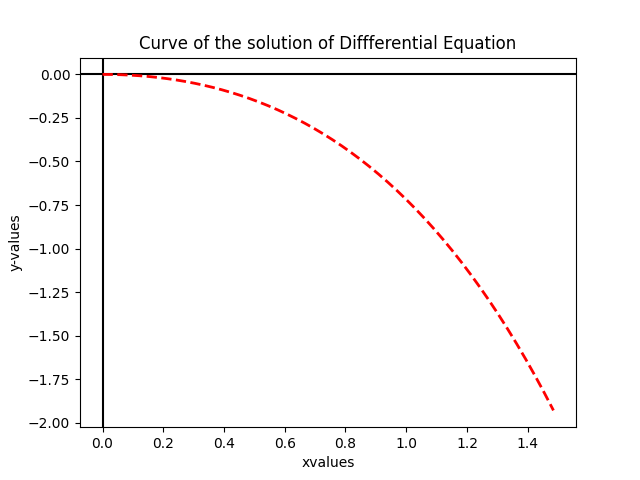 Curve of the solution of Diffferential Equation
0.00
−0.25
−0.50
−0.75
−1.00
−1.25
−1.50
−1.75
−2.00
y-values
0.0 0.2 0.4 0.6 0.8 1.0 1.2 1.4
xvalues